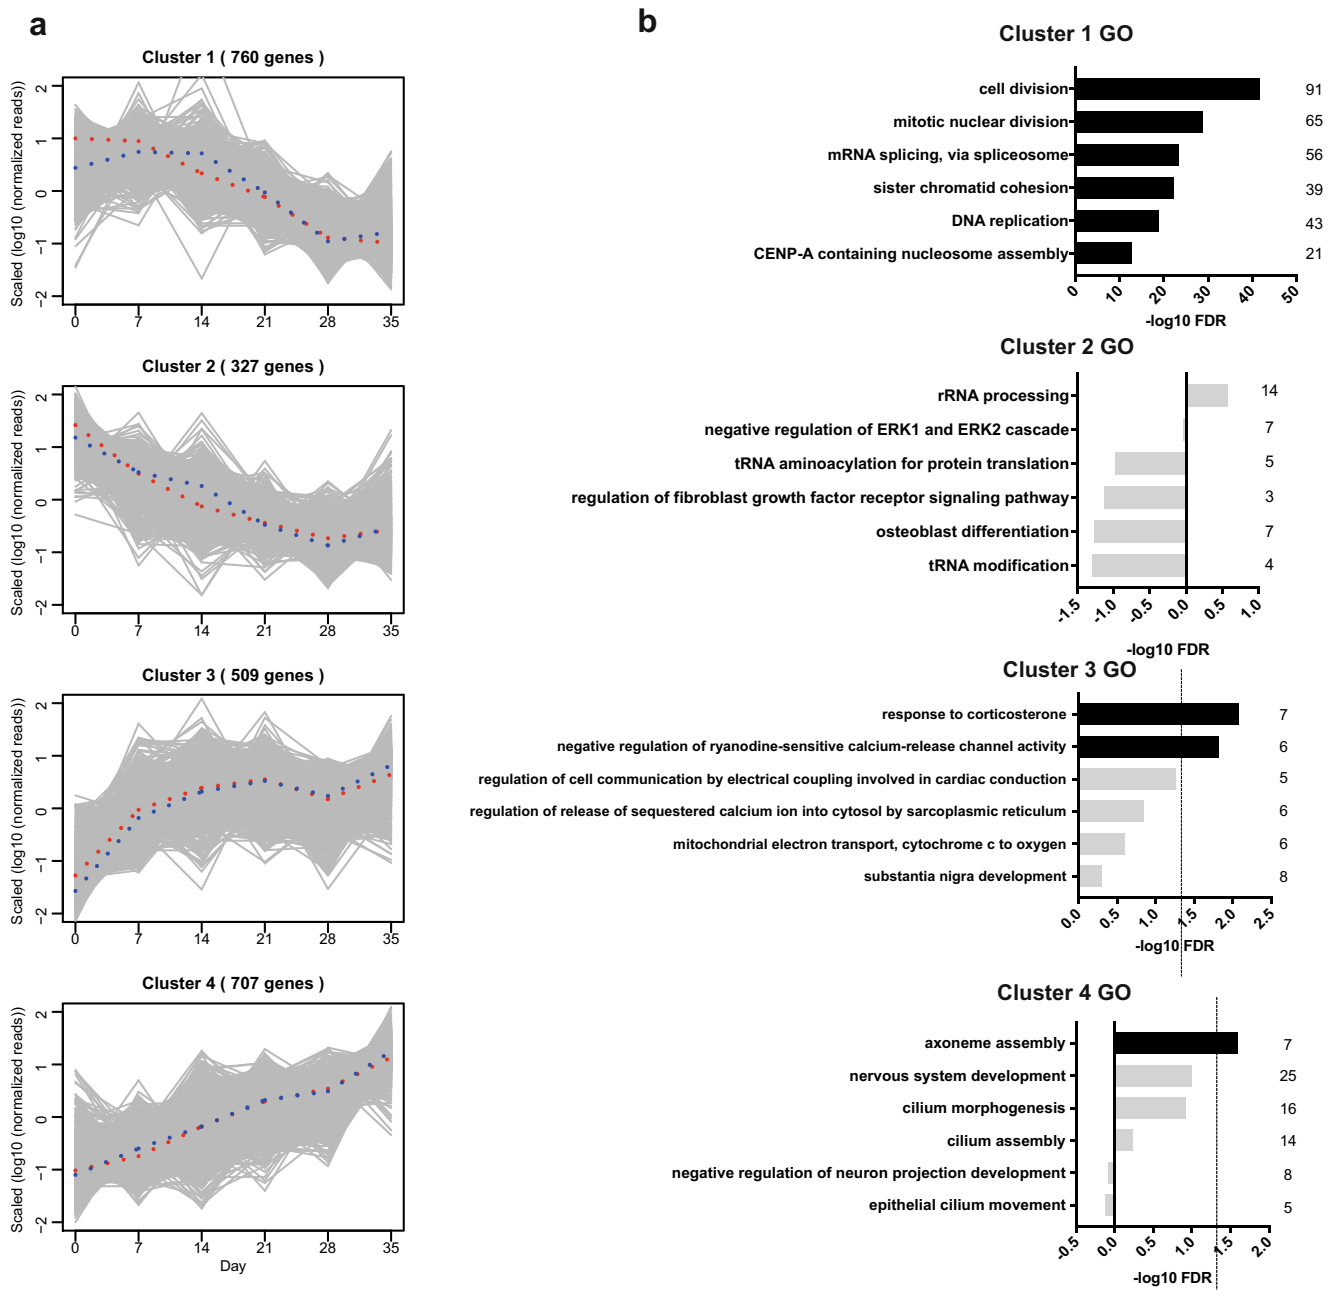 a
Cluster 1 ( 760 genes )
Scaled (log10 (normalized reads))
2
1
0
−1
−2
0 7 14 21 28 35
Cluster 2 ( 327 genes )
Scaled (log10 (normalized reads))
2
1
0
−1
−2
0 7 14 21 28 35
Cluster 3 ( 509 genes )
Scaled (log10 (normalized reads))
2
1
0
−1
−2
0 7 14 21 28 35
Cluster 4 ( 707 genes )
Scaled (log10 (normalized reads))
2
1
0
−1
−2
0 7 14 21 28 35
Day
b
Cluster 1 GO
cell division 91
mitotic nuclear division 65
mRNA splicing, via spliceosome 56
sister chromatid cohesion 39
DNA replication 43
CENP-A containing nucleosome assembly 21
0 10 20 30 40 50
-log10 FDR
Cluster 2 GO
rRNA processing 14
negative regulation of ERK1 and ERK2 cascade 7
tRNA aminoacylation for protein translation 5
regulation of fibroblast growth factor receptor signaling pathway 3
osteoblast differentiation 7
tRNA modification 4
-1.5 -1.0 -0.5 0.0 0.5 1.0
-log10 FDR
Cluster 3 GO
response to corticosterone 7
negative regulation of ryanodine-sensitive calcium-release channel activity 6
regulation of cell communication by electrical coupling involved in cardiac conduction 5
regulation of release of sequestered calcium ion into cytosol by sarcoplasmic reticulum 6
mitochondrial electron transport, cytochrome c to oxygen 6
substantia nigra development 8
0.0 0.5 1.0 1.5 2.0 2.5
-log10 FDR
Cluster 4 GO
axoneme assembly 7
nervous system development 25
cilium morphogenesis 16
cilium assembly 14
negative regulation of neuron projection development 8
epithelial cilium movement 5
-0.5 0.0 0.5 1.0 1.5 2.0
-log10 FDR